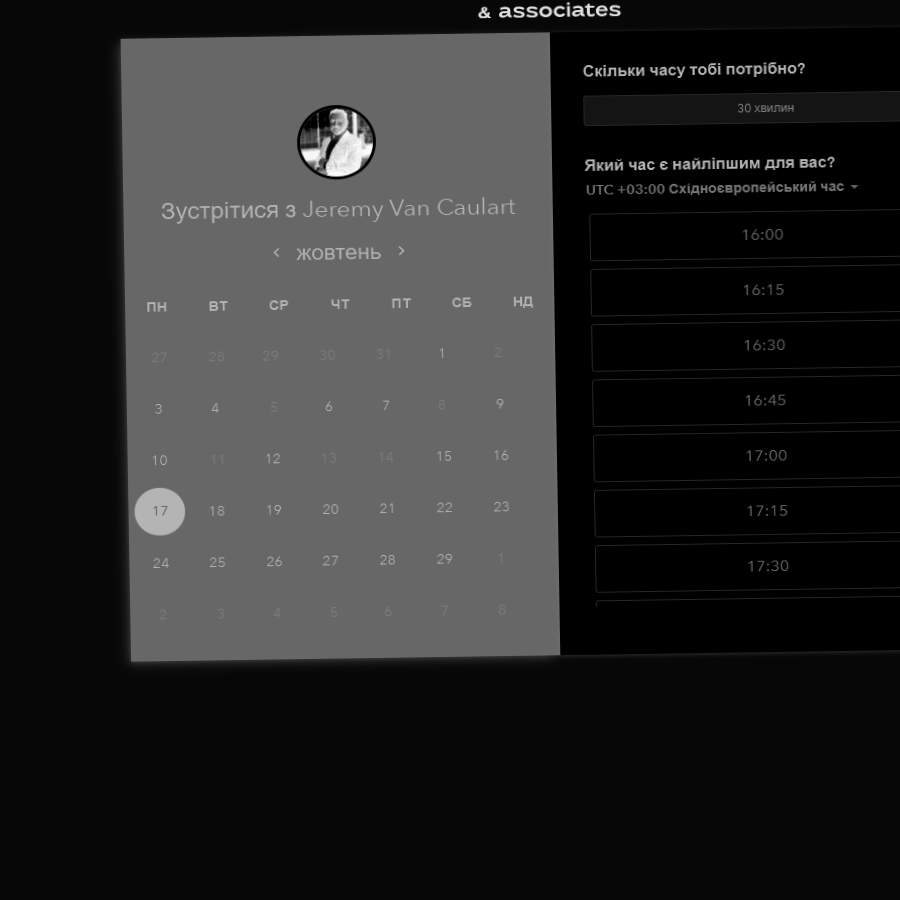 & associates
Зустрітися з Jeremy Van Caulart
жовтень
ПН ВТ СР ЧТ ПТ СБ НД
27 28 29 30 31 1 2
3 4 5 6 7 8 9
10 11 12 13 14 15 16
17 18 19 20 21 22 23
24 25 26 27 28 29 1
2 3 4 5 6 7 8
Скільки часу тобі потрібно?
30 хвилин
Який час є найліпшим для вас?
UTC +03:00 Східноєвропейський час
16:00
16:15
16:30
16:45
17:00
17:15
17:30